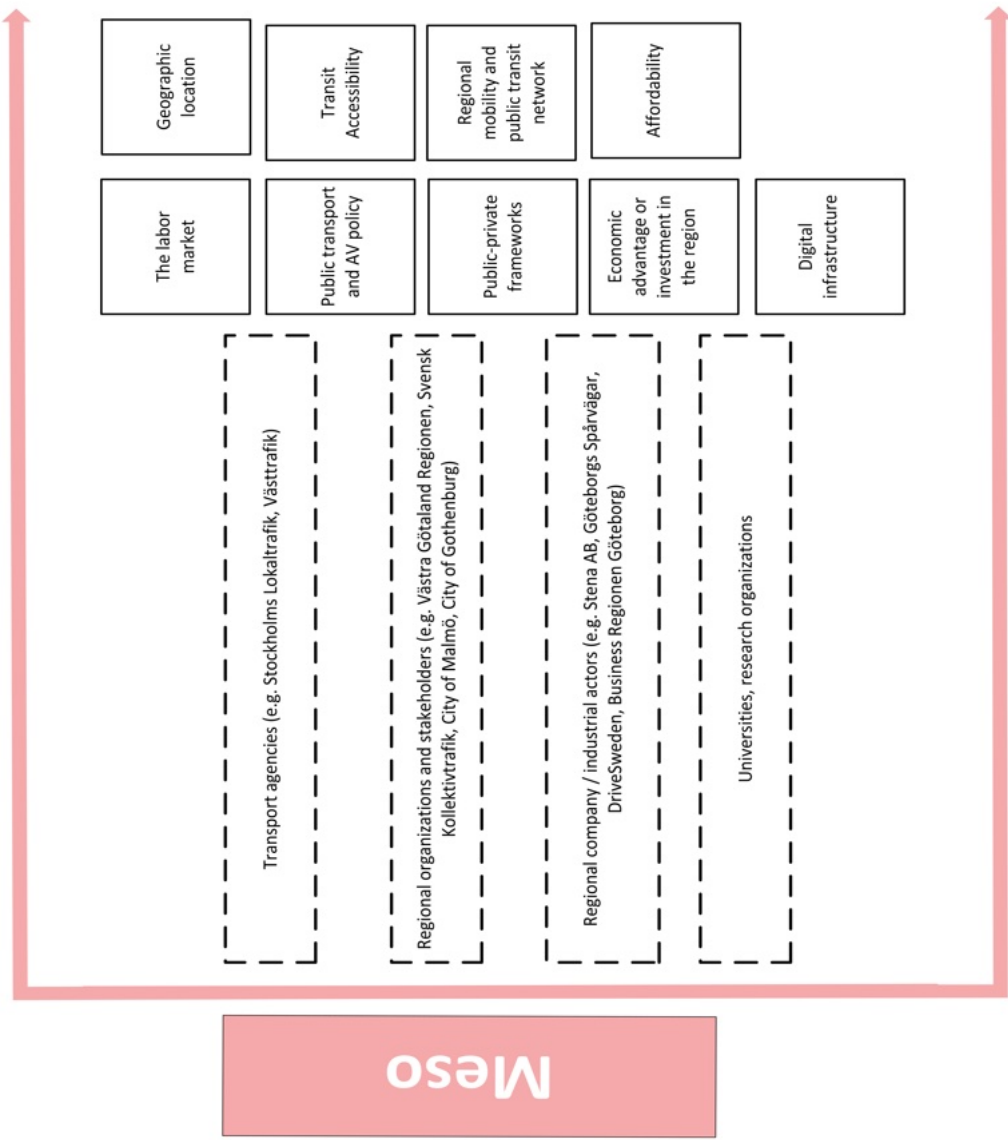 Meso
Transport agencies (e.g. Stockholms Lokaltrafik, Västtrafik)
Regional organizations and stakeholders (e.g. Västra Götaland Regionen, Svensk
Kollektivtrafik, City of Malmö, City of Gothenburg)
Regional company / industrial actors (e.g. Stena AB, Göteborgs Spårvägar,
DriveSweden, Business Regionen Göteborg)
Universities, research organizations
The labor
market
Public transport
and AV policy
Public-private
frameworks
Economic
advantage or
investment in
the region
Digital
infrastructure
Geographic
location
Transit
Accessibility
Regional
mobility and
public transit
network
Affordability